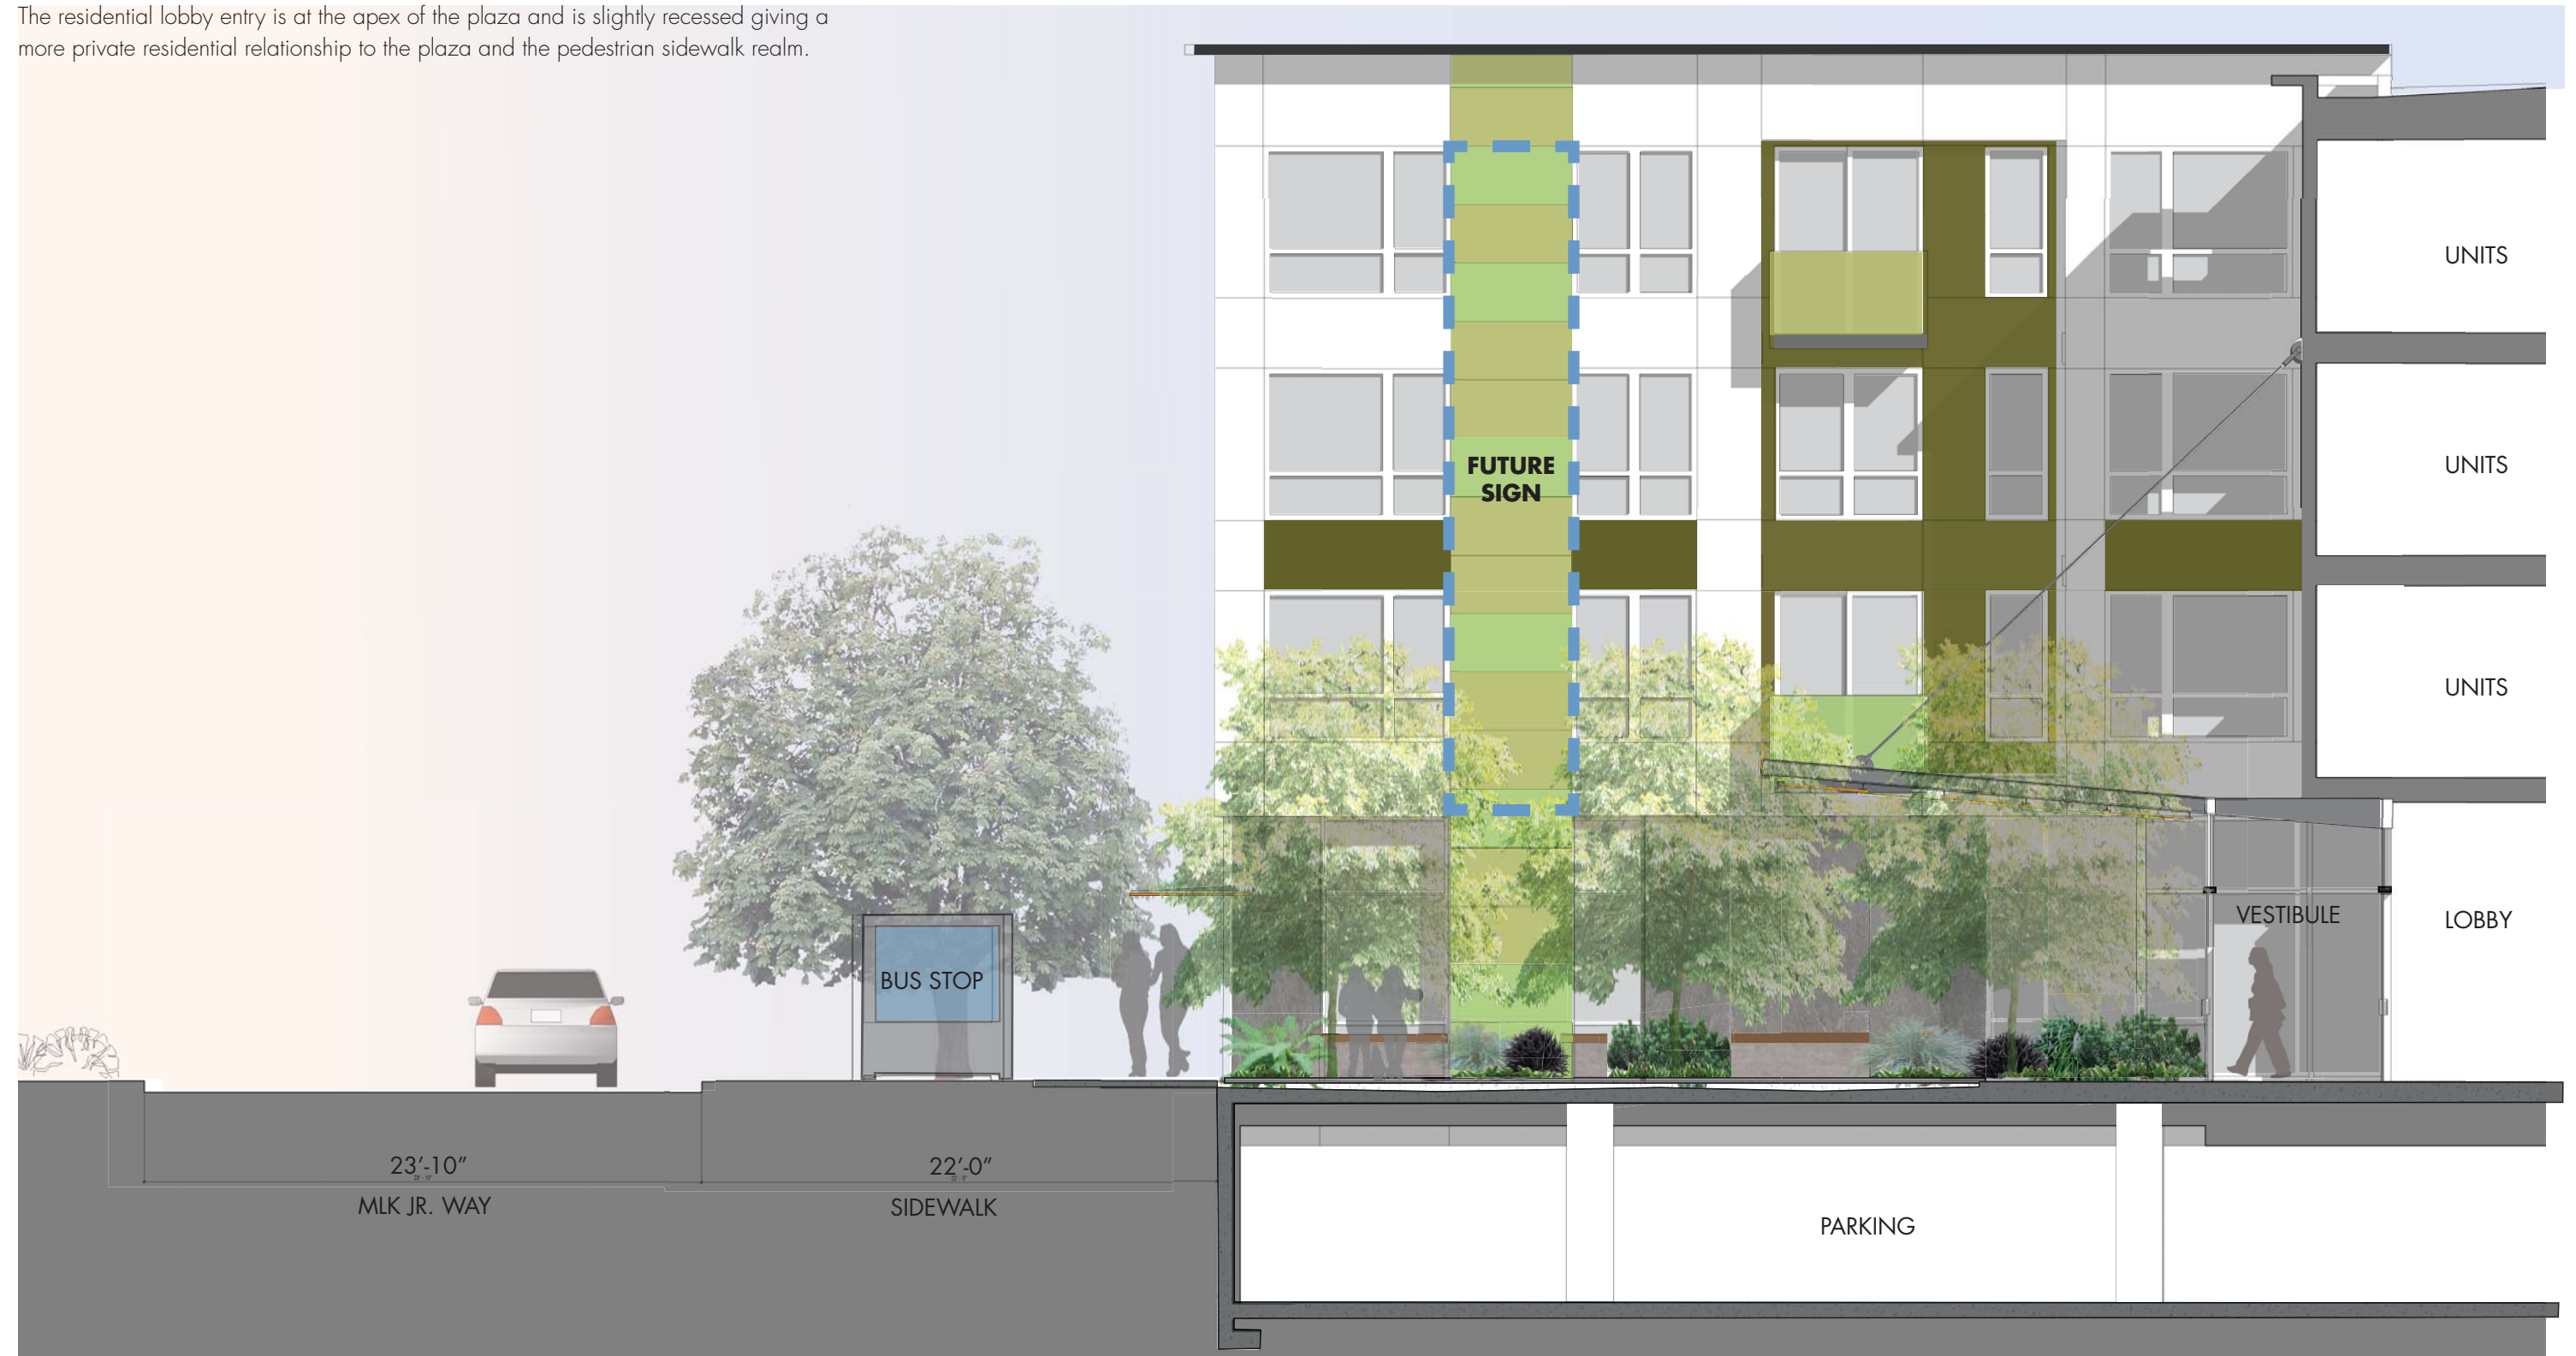 The residential lobby entry is at the apex of the plaza and is slightly recessed giving a
more private residential relationship to the plaza and the pedestrian sidewalk realm.
UNITS
FUTURE
SIGN
UNITS
UNITS
BUS STOP
VESTIBULE
LOBBY
23'-10"
MLK JR. WAY
22'-0"
SIDEWALK
PARKING